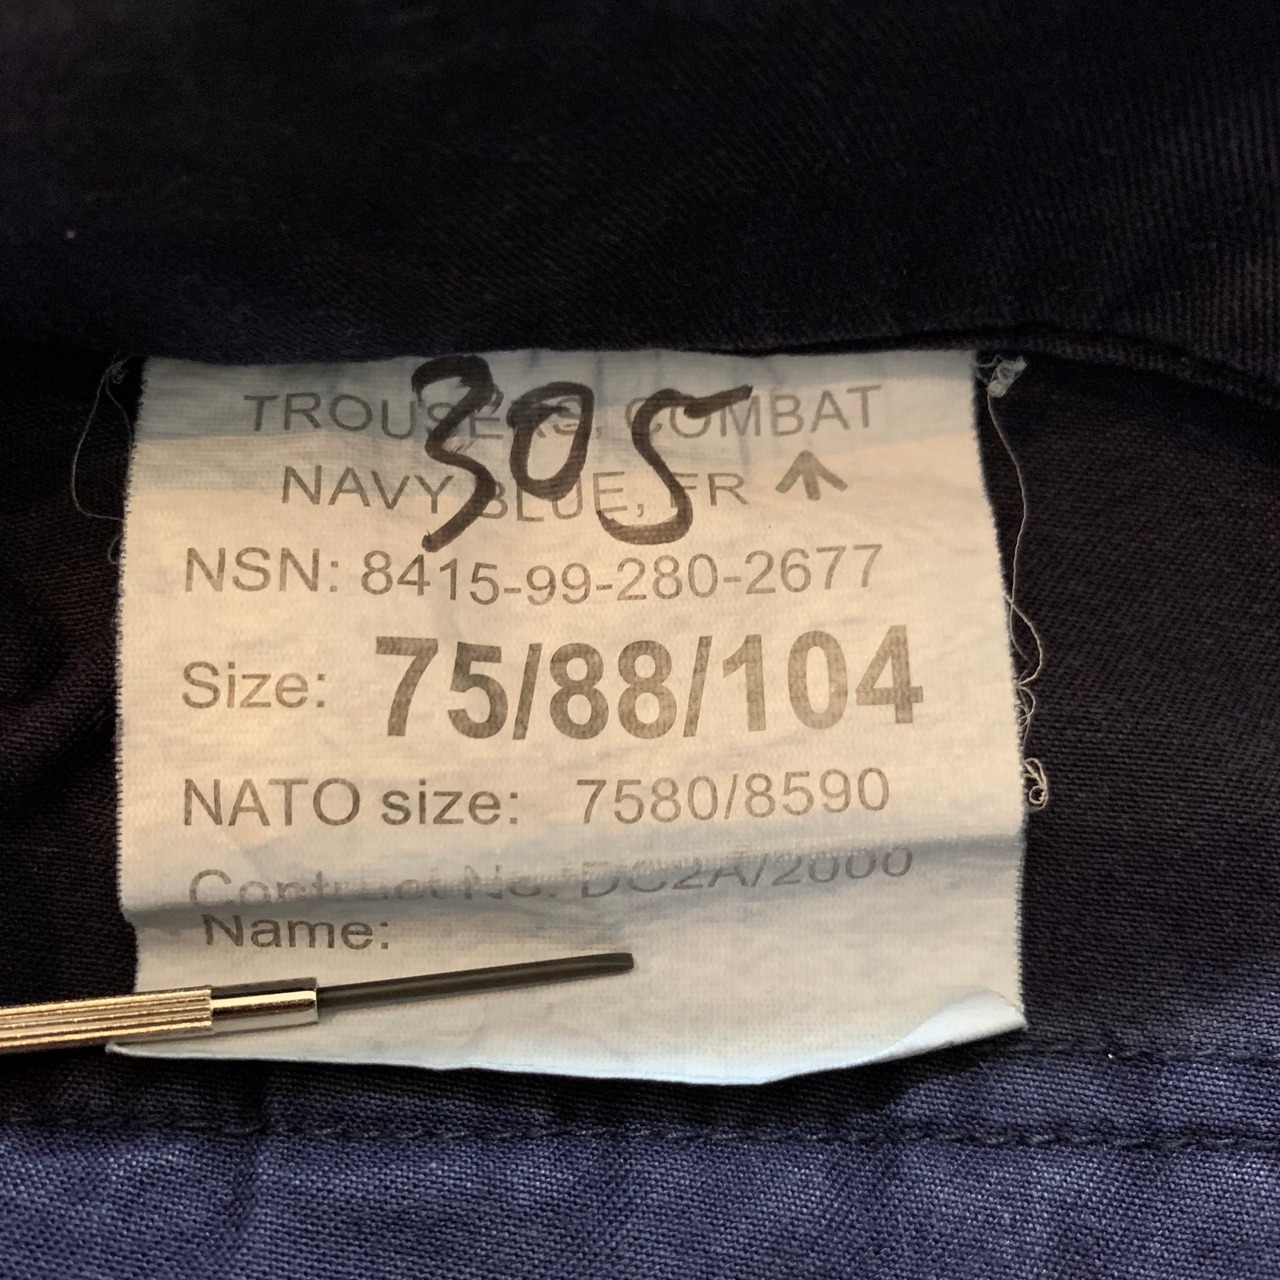 305
TROUSERS, COMBAT
NAVY BLUE, FR
NSN: 8415-99-280-2677
Size: 75/88/104
NATO size: 7580/8590
Contract No. DC2A/2000
Name: